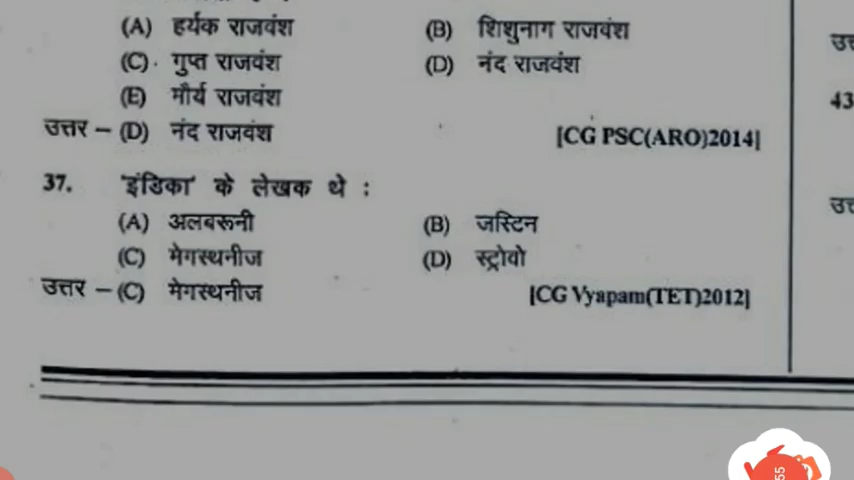 (A) हर्यक राजवंश (B) शिशुनाग राजवंश
(C) गुप्त राजवंश (D) नंद राजवंश
(E) मौर्य राजवंश
उत्तर – (D) नंद राजवंश [CG PSC(ARO)2014]
37. 'इंडिका' के लेखक थे :
(A) अलबरूनी (B) जस्टिन
(C) मेगस्थनीज (D) स्ट्रोवो
उत्तर – (C) मेगस्थनीज [CG Vyapam(TET)2012]
43
55